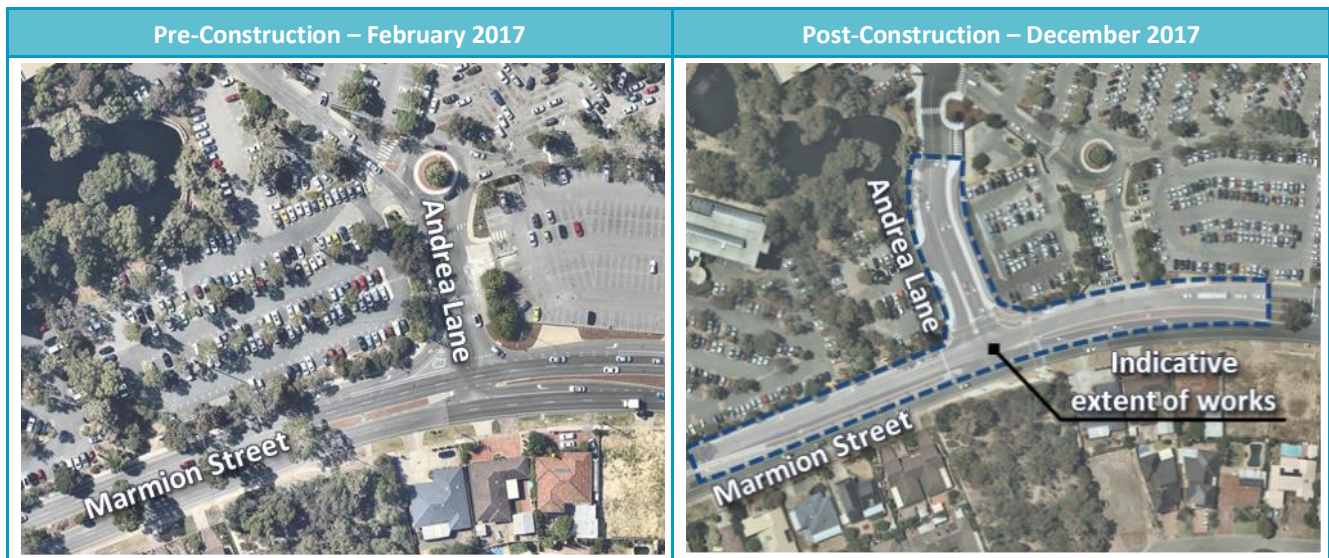 Pre-Construction – February 2017
Post-Construction – December 2017
Andrea Lane
Marmion Street
Andrea Lane
Indicative
extent of works
Marmion Street